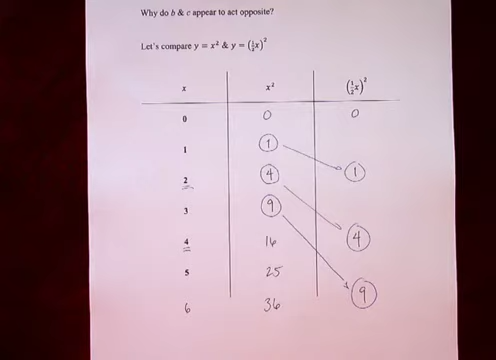 Why do b & c appear to act opposite?
Let's compare y = x² & y = (½x)²
x x² (½x)²
0 0 0
1 1
2 4 1
3 9
4 16 4
5 25
6 36 9